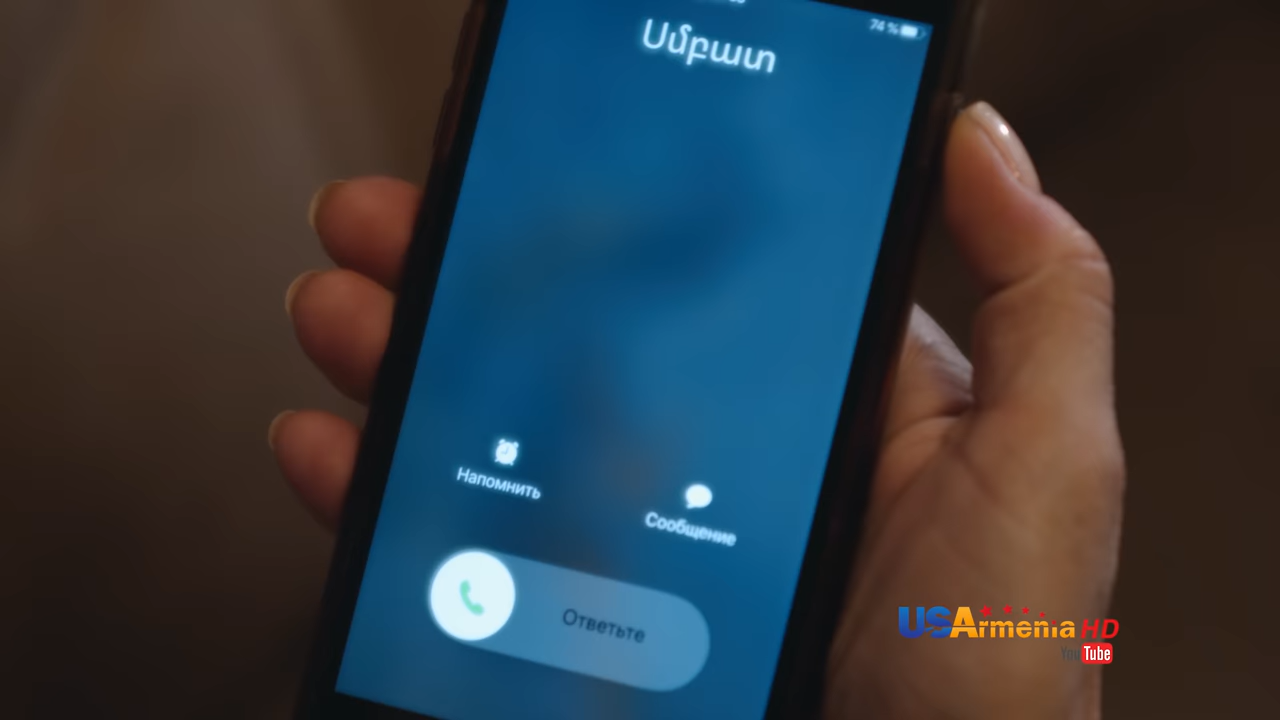 74 %
Սմբատ
Напомнить
Сообщение
Ответьте
USArmenia HD
YouTube